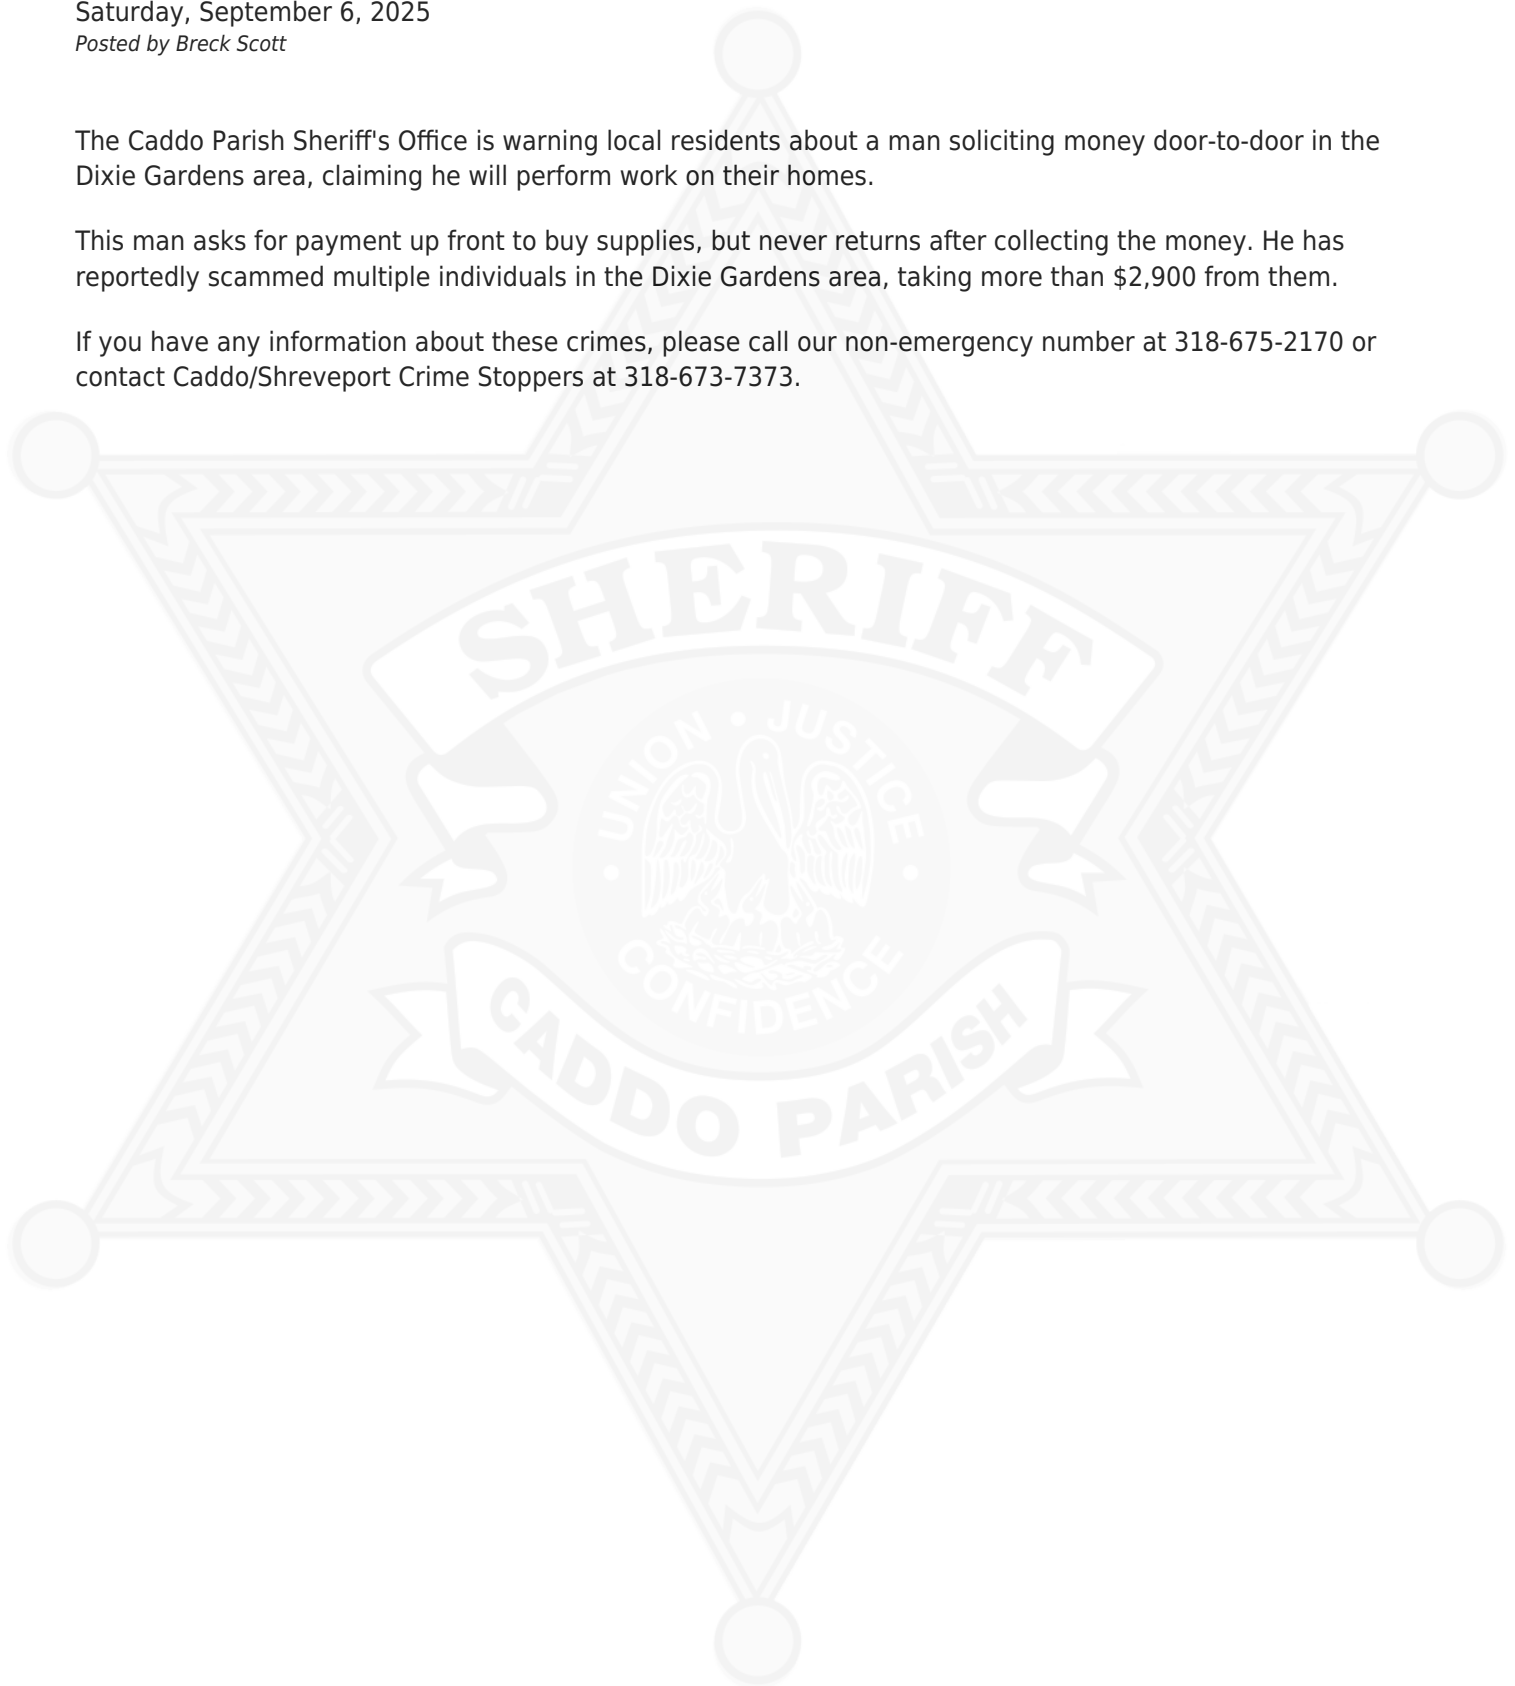 Saturday, September 6, 2025
Posted by Breck Scott
The Caddo Parish Sheriff's Office is warning local residents about a man soliciting money door-to-door in the
Dixie Gardens area, claiming he will perform work on their homes.
This man asks for payment up front to buy supplies, but never returns after collecting the money. He has
reportedly scammed multiple individuals in the Dixie Gardens area, taking more than $2,900 from them.
If you have any information about these crimes, please call our non-emergency number at 318-675-2170 or
contact Caddo/Shreveport Crime Stoppers at 318-673-7373.
SHERIFF
UNION • JUSTICE
• CONFIDENCE •
CADDO PARISH